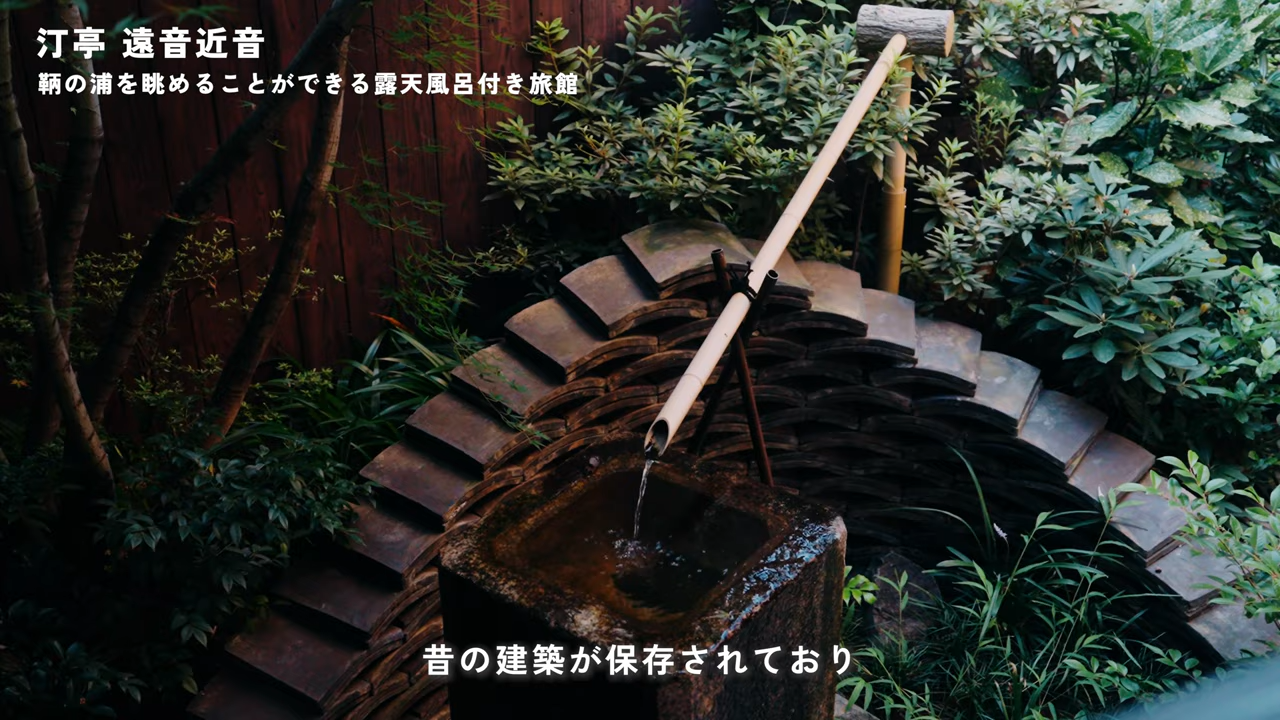 汀亭 遠音近音
鞆の浦を眺めることができる露天風呂付き旅館
昔の建築が保存されており